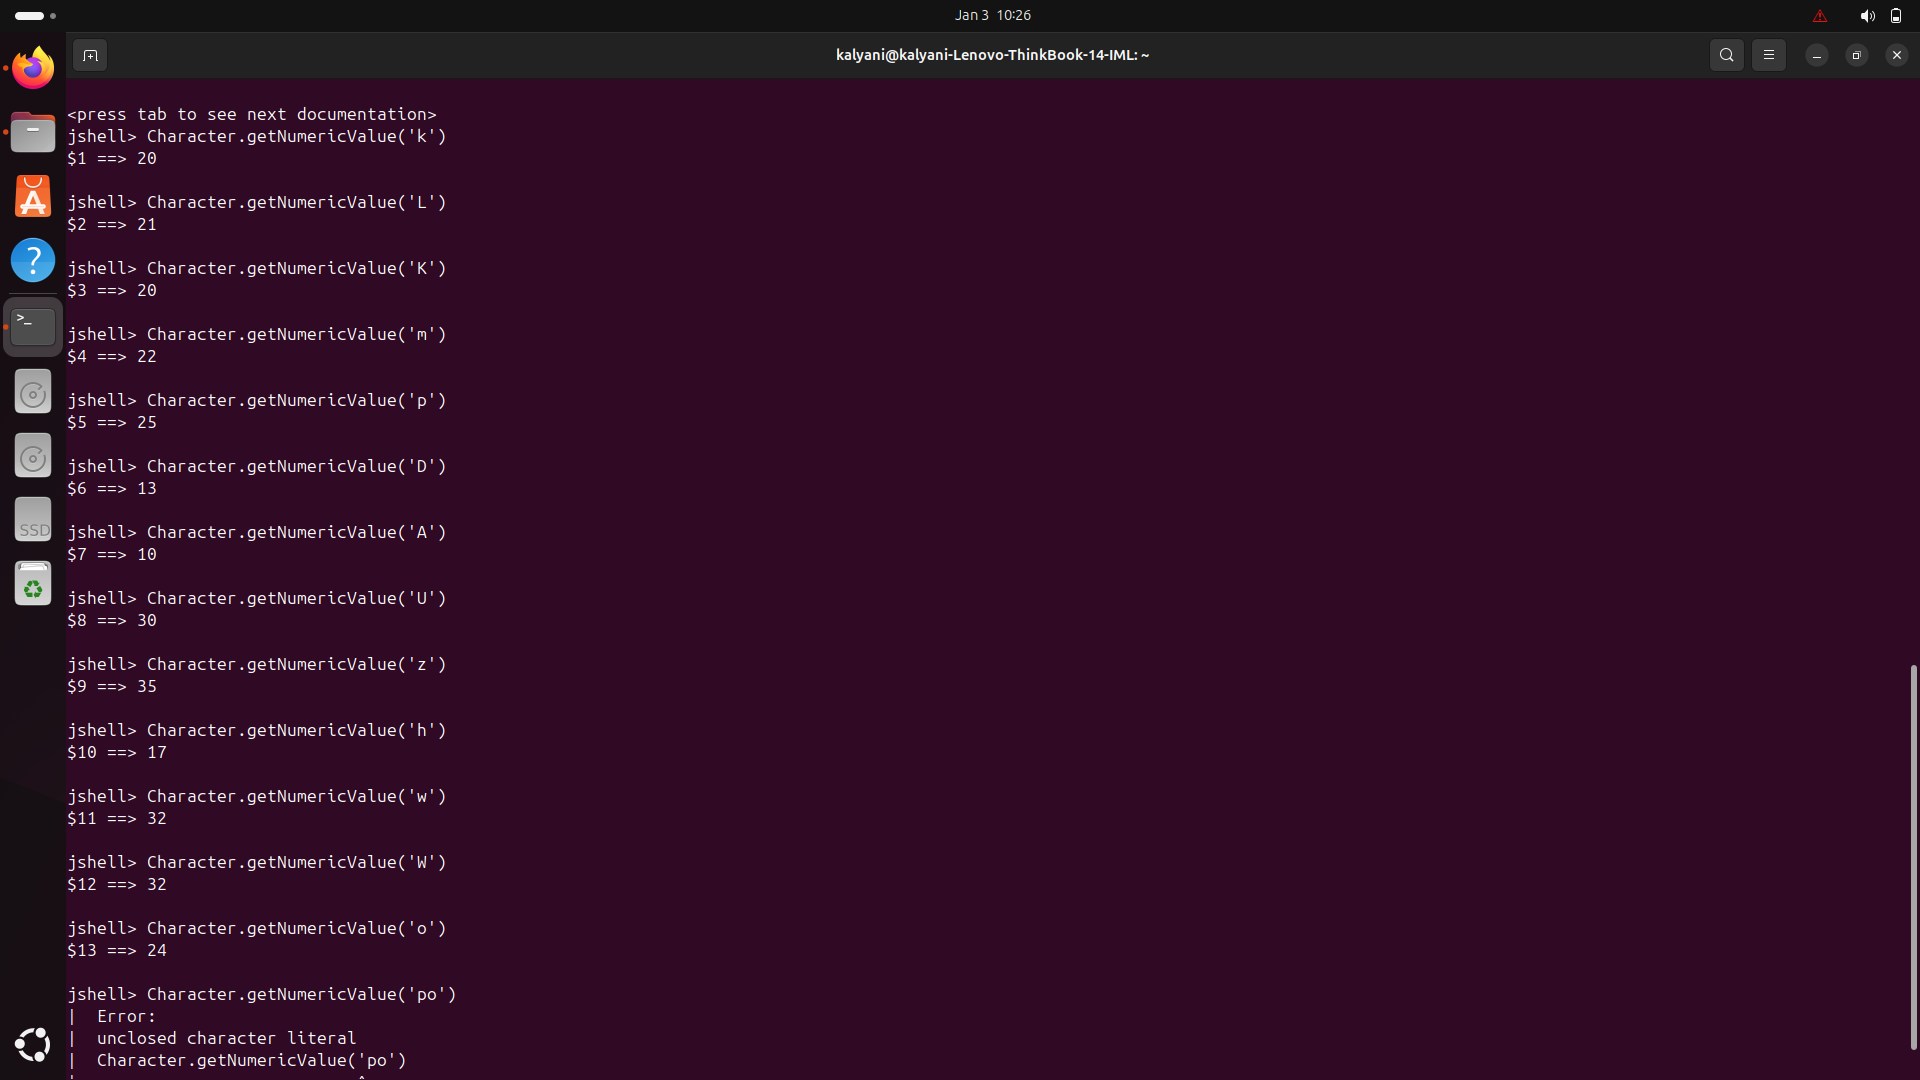 Jan 3 10:26
kalyani@kalyani-Lenovo-ThinkBook-14-IML: ~
<press tab to see next documentation>
jshell> Character.getNumericValue('k')
$1 ==> 20
jshell> Character.getNumericValue('L')
$2 ==> 21
jshell> Character.getNumericValue('K')
$3 ==> 20
jshell> Character.getNumericValue('m')
$4 ==> 22
jshell> Character.getNumericValue('p')
$5 ==> 25
jshell> Character.getNumericValue('D')
$6 ==> 13
jshell> Character.getNumericValue('A')
$7 ==> 10
jshell> Character.getNumericValue('U')
$8 ==> 30
jshell> Character.getNumericValue('z')
$9 ==> 35
jshell> Character.getNumericValue('h')
$10 ==> 17
jshell> Character.getNumericValue('w')
$11 ==> 32
jshell> Character.getNumericValue('W')
$12 ==> 32
jshell> Character.getNumericValue('o')
$13 ==> 24
jshell> Character.getNumericValue('po')
|  Error:
|  unclosed character literal
|  Character.getNumericValue('po')
|                            ^
>_
SSD